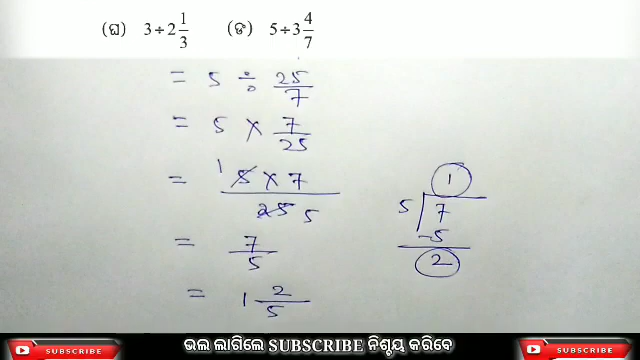 (ଘ) 3 ÷ 2 1/3 (ଙ) 5 ÷ 3 4/7
= 5 ÷ 25/7
= 5 × 7/25
= 1 5 × 7 / 25 5
= 7/5
= 1 2/5
1
5 7
-5
2
SUBSCRIBE ଭଲ ଲାଗିଲେ SUBSCRIBE ନିଶ୍ଚୟ କରିବେ SUBSCRIBE